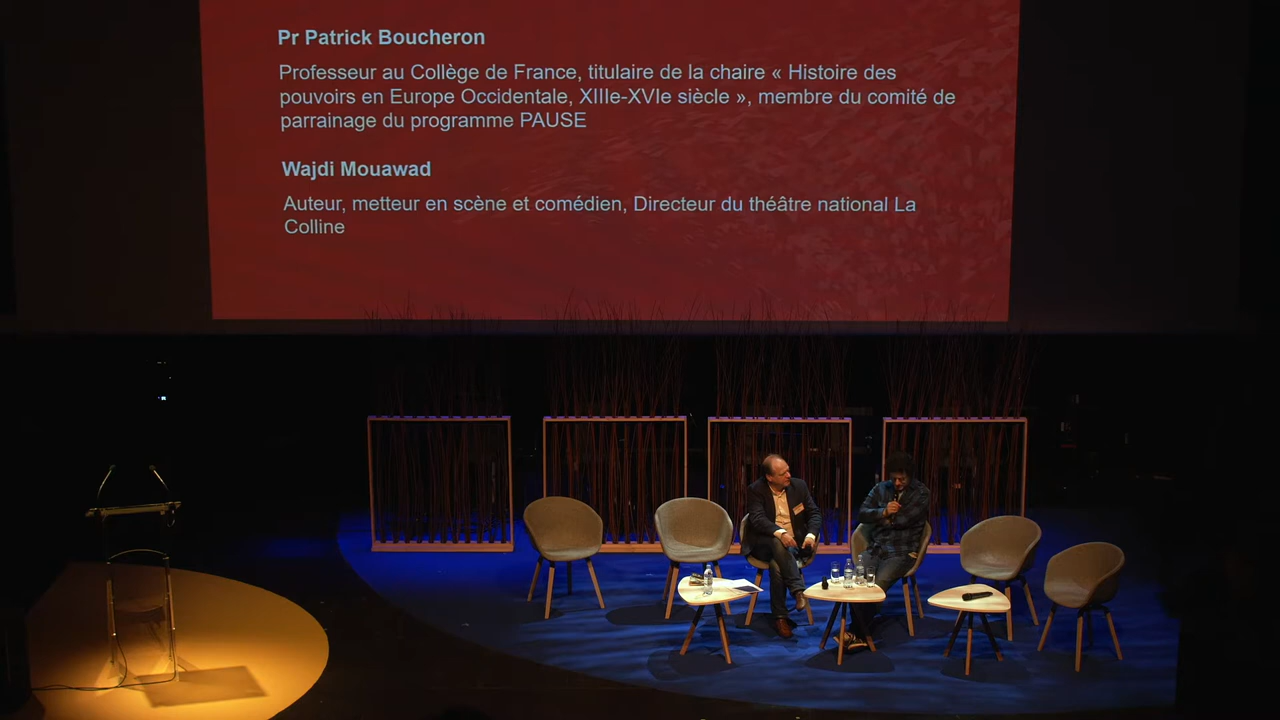 Pr Patrick Boucheron
Professeur au Collège de France, titulaire de la chaire « Histoire des
pouvoirs en Europe Occidentale, XIIIe-XVIe siècle », membre du comité de
parrainage du programme PAUSE
Wajdi Mouawad
Auteur, metteur en scène et comédien, Directeur du théâtre national La
Colline